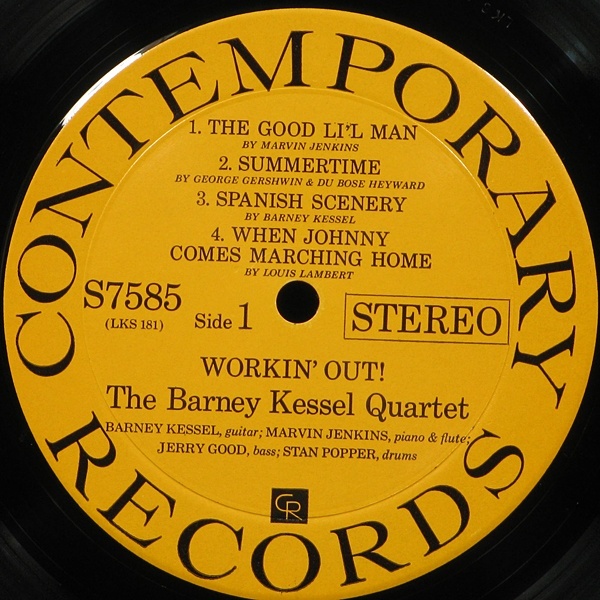 CONTEMPORARY
1. THE GOOD LI'L MAN
BY MARVIN JENKINS
2. SUMMERTIME
BY GEORGE GERSHWIN & DU BOSE HEYWARD
3. SPANISH SCENERY
BY BARNEY KESSEL
4. WHEN JOHNNY
COMES MARCHING HOME
BY LOUIS LAMBERT
S7585
(LKS 181)
Side 1
STEREO
WORKIN' OUT!
The Barney Kessel Quartet
BARNEY KESSEL, guitar; MARVIN JENKINS, piano & flute;
JERRY GOOD, bass; STAN POPPER, drums
CR
RECORDS